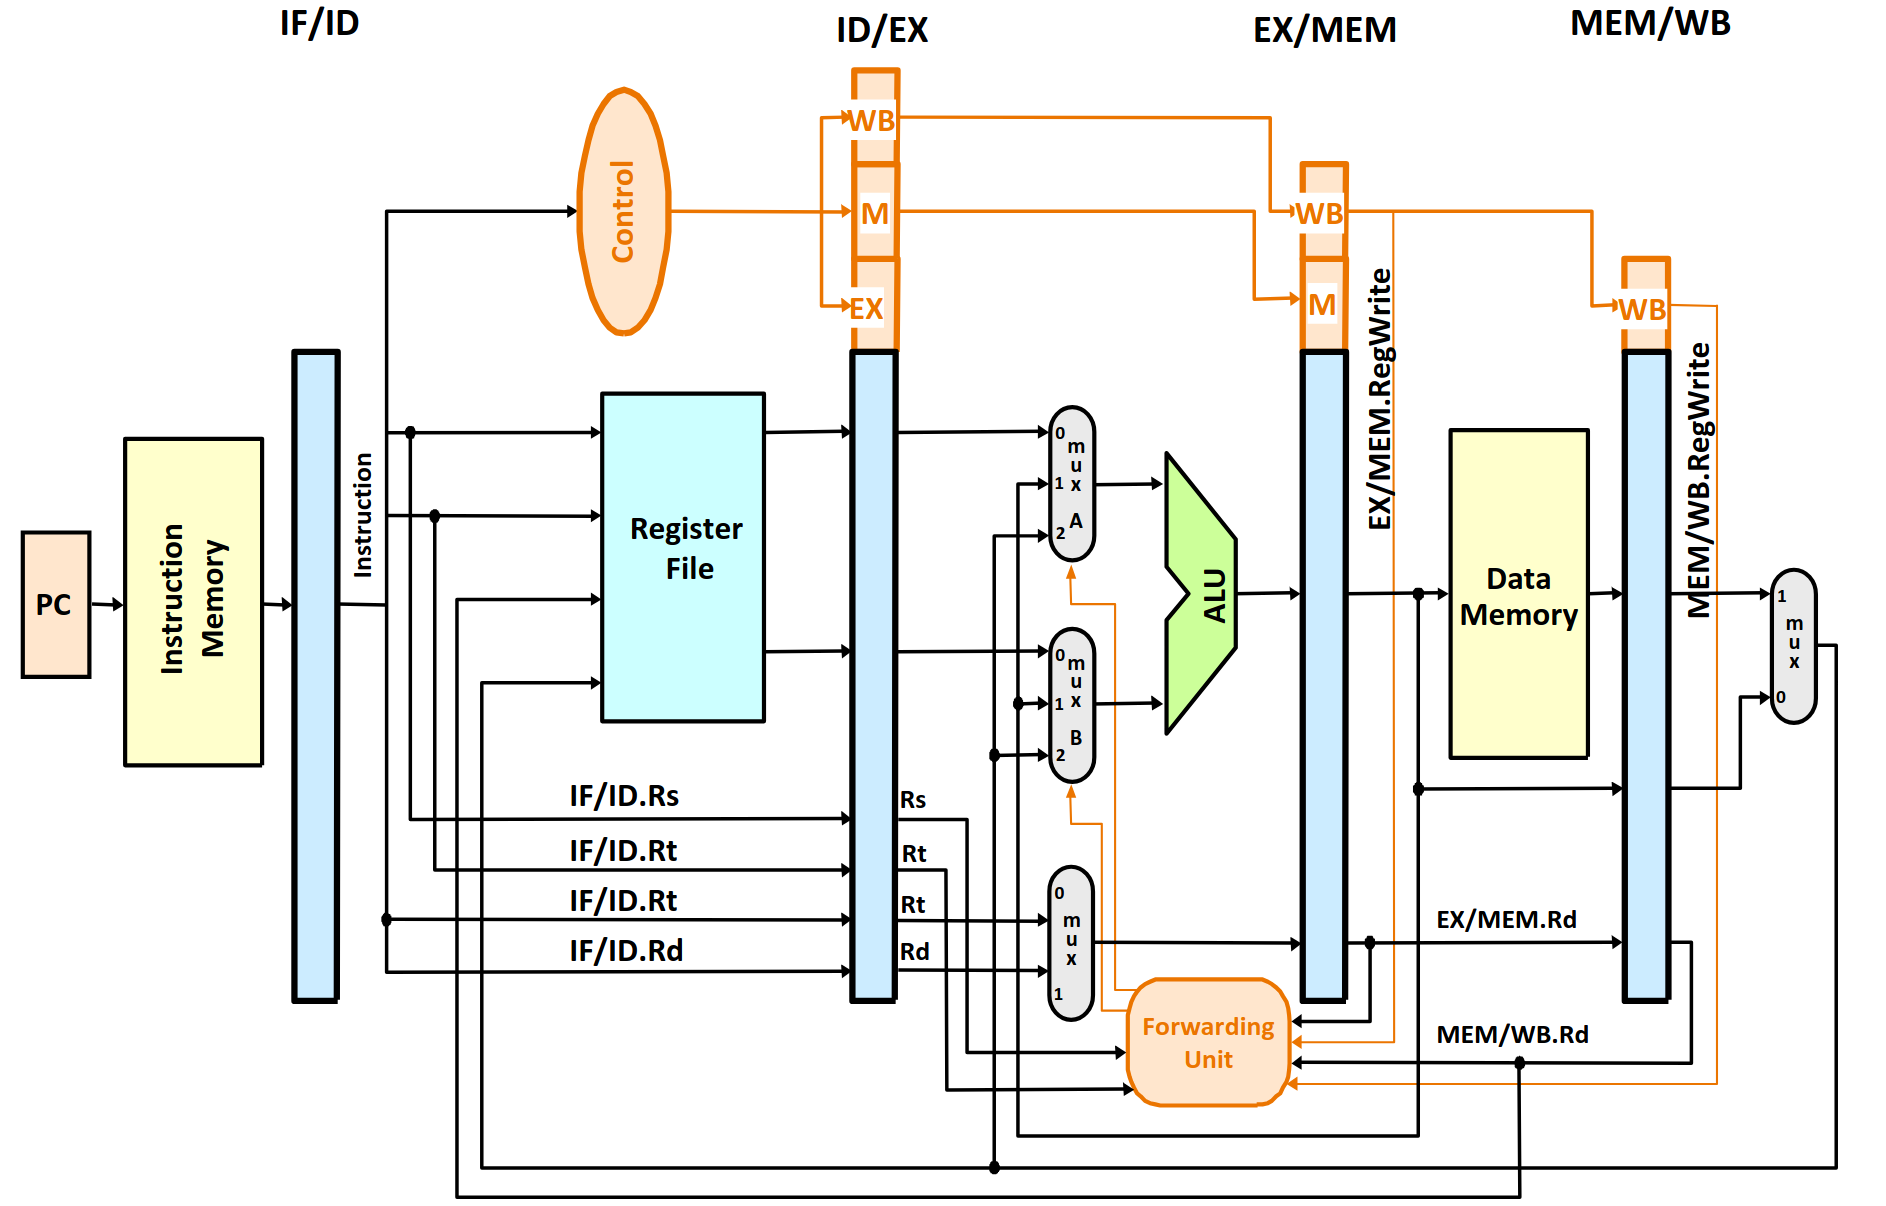 IF/ID
ID/EX
EX/MEM
MEM/WB
WB
M
EX
Control
WB
M
WB
EX/MEM.RegWrite
MEM/WB.RegWrite
PC
Instruction
Memory
Instruction
Register
File
0
m
u
1
x
A
2
0
m
u
1
x
B
2
ALU
Data
Memory
1
m
u
x
0
IF/ID.Rs
IF/ID.Rt
IF/ID.Rt
IF/ID.Rd
Rs
Rt
Rt
Rd
0
m
u
x
1
EX/MEM.Rd
MEM/WB.Rd
Forwarding
Unit